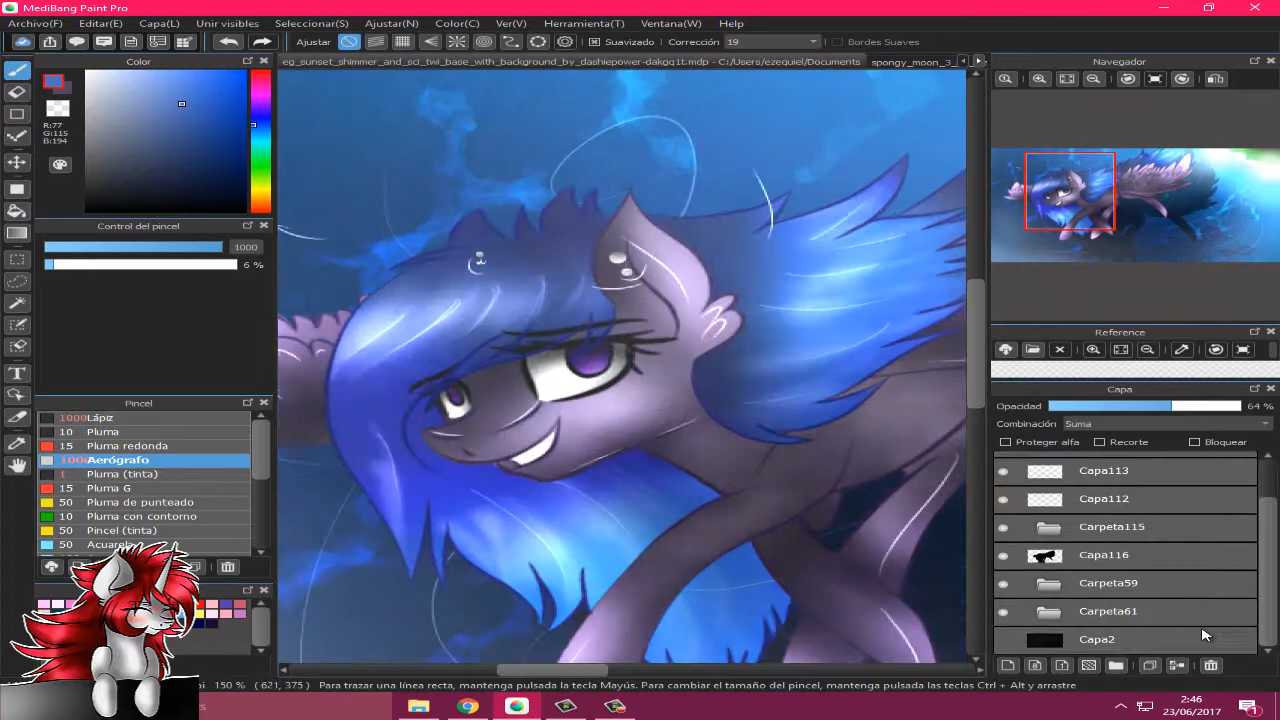 MediBang Paint Pro
Archivo(F) Editar(E) Capa(L) Unir visibles Seleccionar(S) Ajustar(N) Color(C) Ver(V) Herramienta(T) Ventana(W) Help
Ajustar Suavizado Corrección 19 Bordes Suaves
Color
eg_sunset_shimmer_and_sci_twi_base_with_background_by_dashiepower-dakgq1t.mdp - C:/Users/ezequiel/Documents spongy_moon_3_
Navegador
R:77
G:115
B:194
Control del pincel
1000
6 %
Reference
Capa
Opacidad 64 %
Combinación Suma
Proteger alfa Recorte Bloquear
Pincel
1000 Lápiz
10 Pluma
15 Pluma redonda
1000 Aerógrafo
1 Pluma (tinta)
15 Pluma G
50 Pluma de punteado
10 Pluma con contorno
50 Pincel (tinta)
50 Acuarela
Capa113
Capa112
Carpeta115
Capa116
Carpeta59
Carpeta61
Capa2
150 % (621, 375) Para trazar una línea recta, mantenga pulsada la tecla Mayús. Para cambiar el tamaño del pincel, mantenga pulsada las teclas Ctrl + Alt y arrastre
2:46
23/06/2017
1